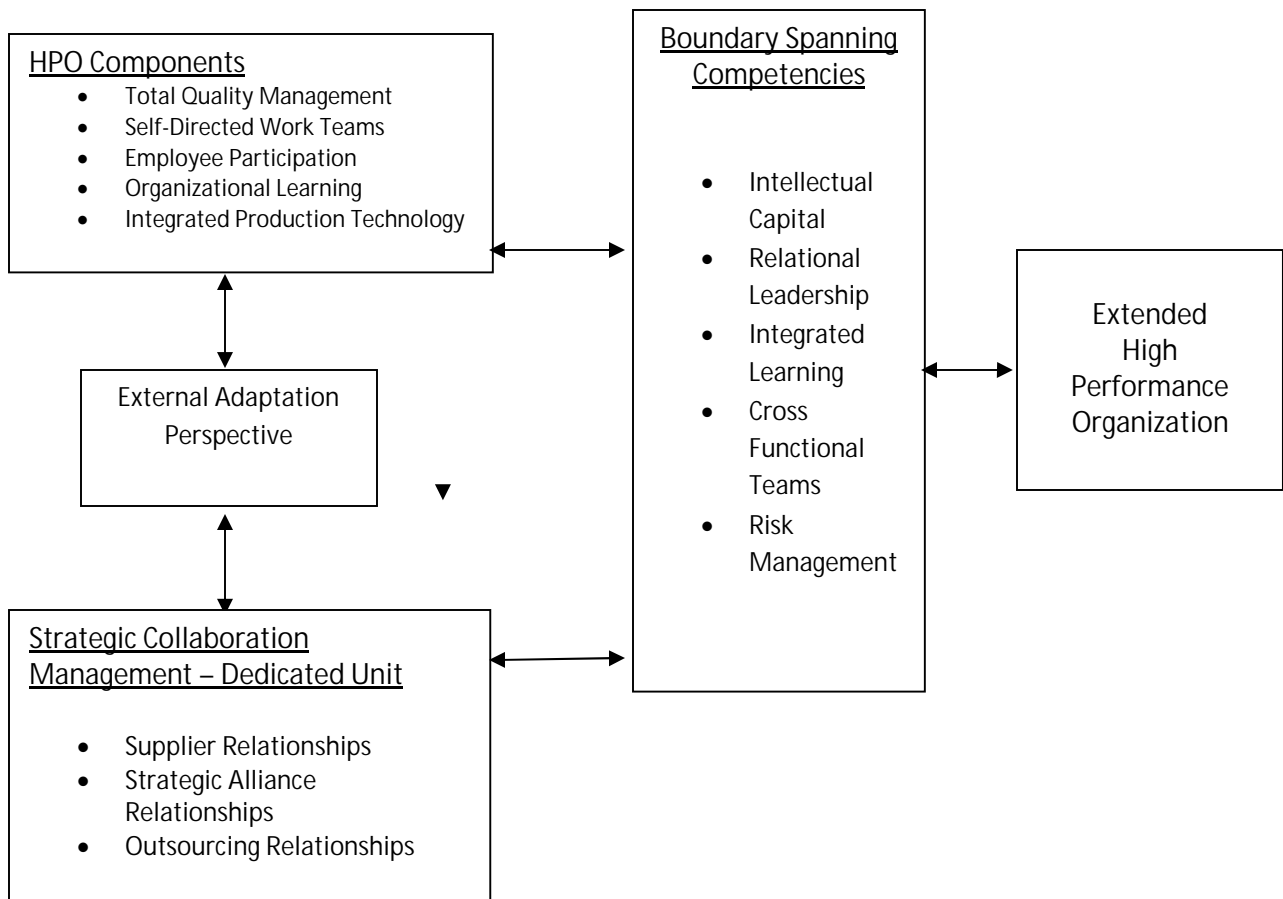 HPO Components
• Total Quality Management
• Self-Directed Work Teams
• Employee Participation
• Organizational Learning
• Integrated Production Technology
External Adaptation
Perspective
Strategic Collaboration
Management – Dedicated Unit
• Supplier Relationships
• Strategic Alliance
Relationships
• Outsourcing Relationships
Boundary Spanning
Competencies
• Intellectual
Capital
• Relational
Leadership
• Integrated
Learning
• Cross
Functional
Teams
• Risk
Management
Extended
High
Performance
Organization